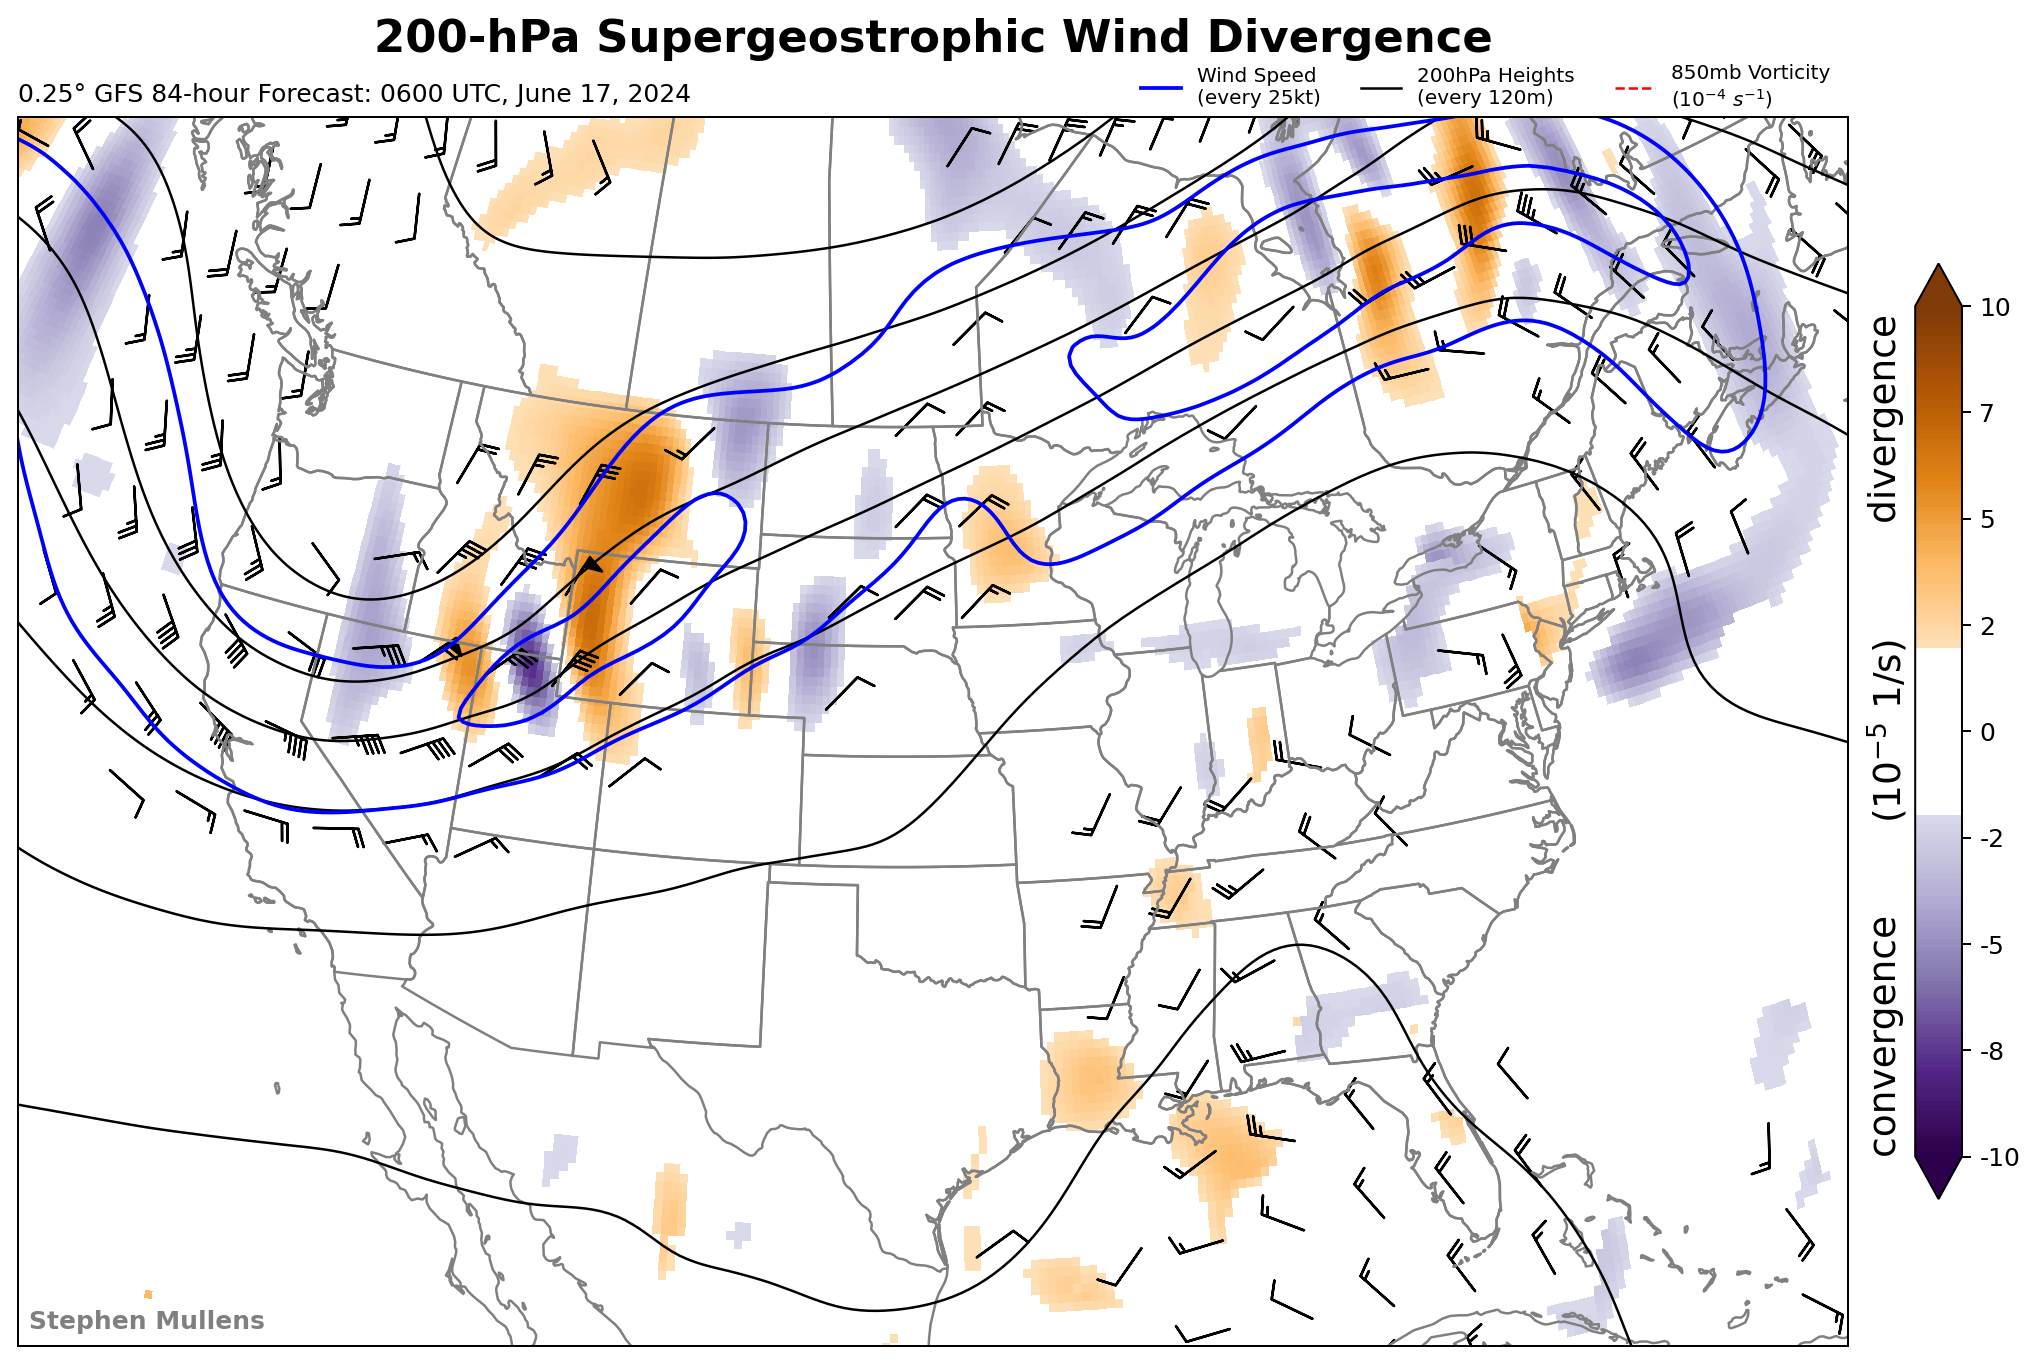 200-hPa Supergeostrophic Wind Divergence
0.25° GFS 84-hour Forecast: 0600 UTC, June 17, 2024
Wind Speed
(every 25kt)
200hPa Heights
(every 120m)
850mb Vorticity
(10⁻⁴ s⁻¹)
10
7
5
2
0
-2
-5
-8
-10
convergence (10⁻⁵ 1/s) divergence
Stephen Mullens